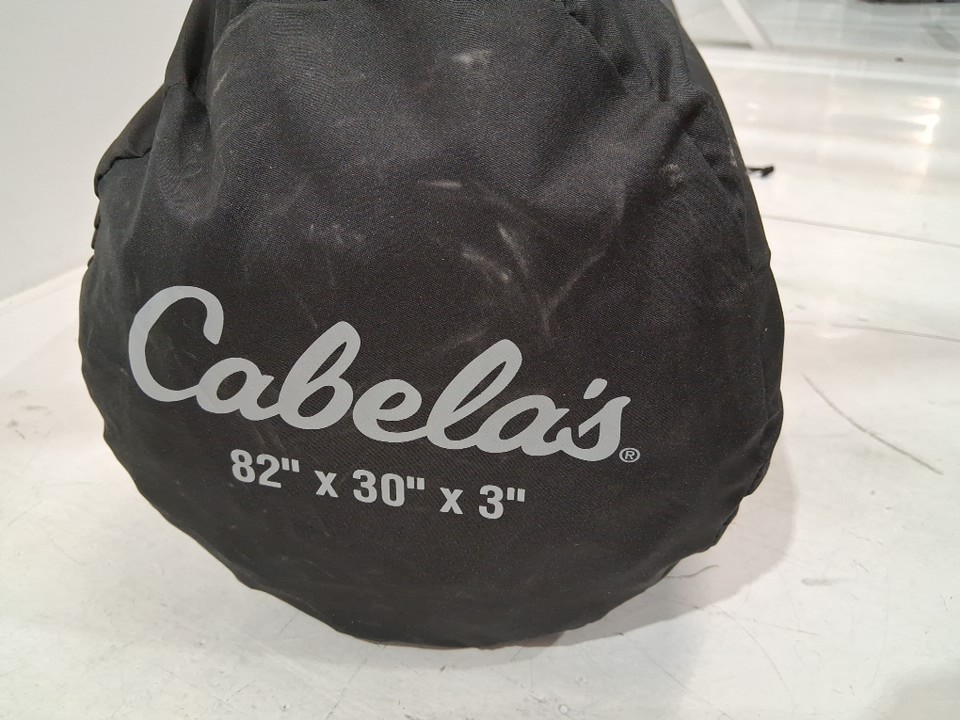 Cabela's®
82" x 30" x 3"